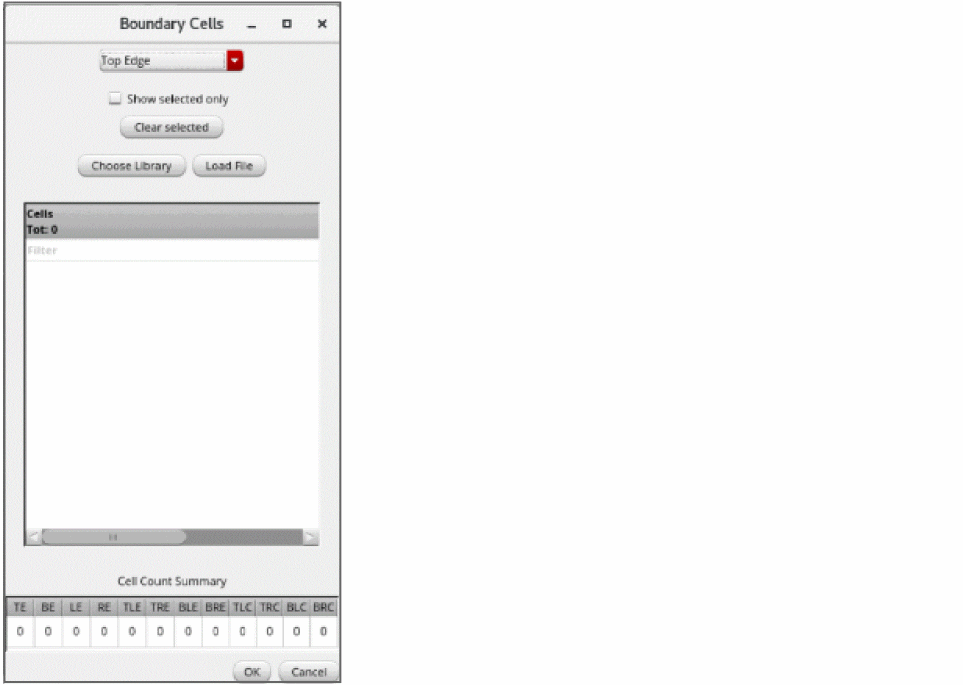 Boundary Cells
Top Edge
Show selected only
Clear selected
Choose Library Load File
Cells
Tot: 0
Filter
Cell Count Summary
TE BE LE RE TLE TRE BLE BRE TLC TRC BLC BRC
0 0 0 0 0 0 0 0 0 0 0 0
OK Cancel